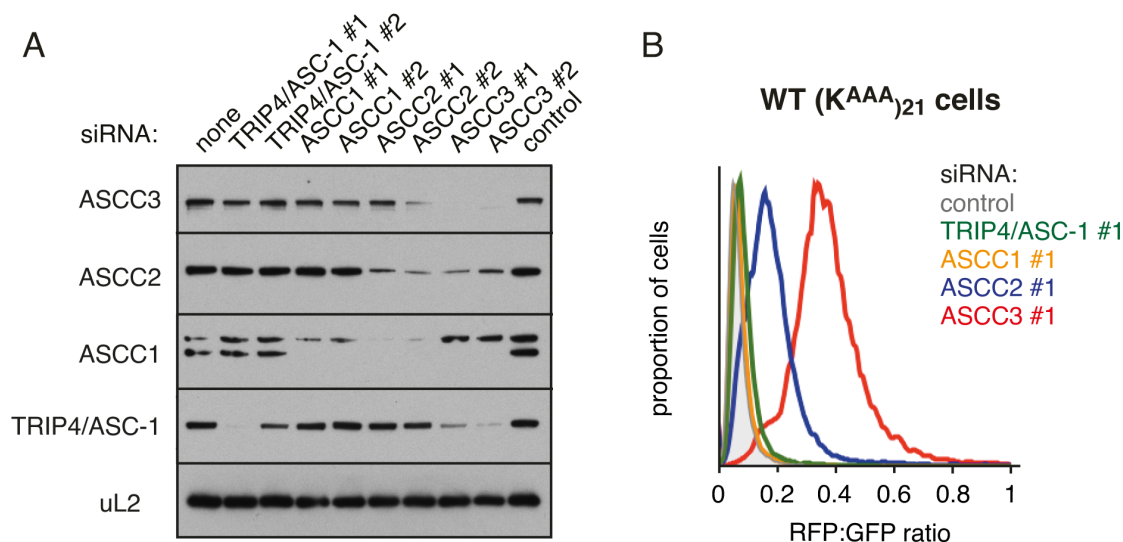 A
siRNA:
none
TRIP4/ASC-1 #1
TRIP4/ASC-1 #2
ASCC1 #1
ASCC1 #2
ASCC2 #1
ASCC2 #2
ASCC3 #1
ASCC3 #2
control
ASCC3
ASCC2
ASCC1
TRIP4/ASC-1
uL2
B
WT (KAAA)21 cells
proportion of cells
siRNA:
control
TRIP4/ASC-1 #1
ASCC1 #1
ASCC2 #1
ASCC3 #1
0 0.2 0.4 0.6 0.8 1
RFP:GFP ratio